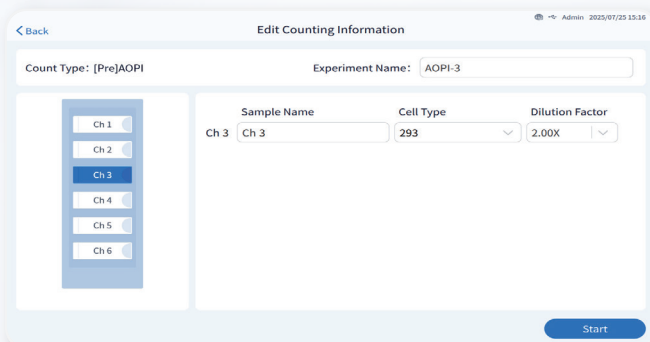 Admin 2025/07/25 15:16
Back
Edit Counting Information
Count Type: [Pre]AOPI
Experiment Name: AOPI-3
Ch 1
Ch 2
Ch 3
Ch 4
Ch 5
Ch 6
Sample Name Cell Type Dilution Factor
Ch 3 Ch 3 293 2.00X
Start